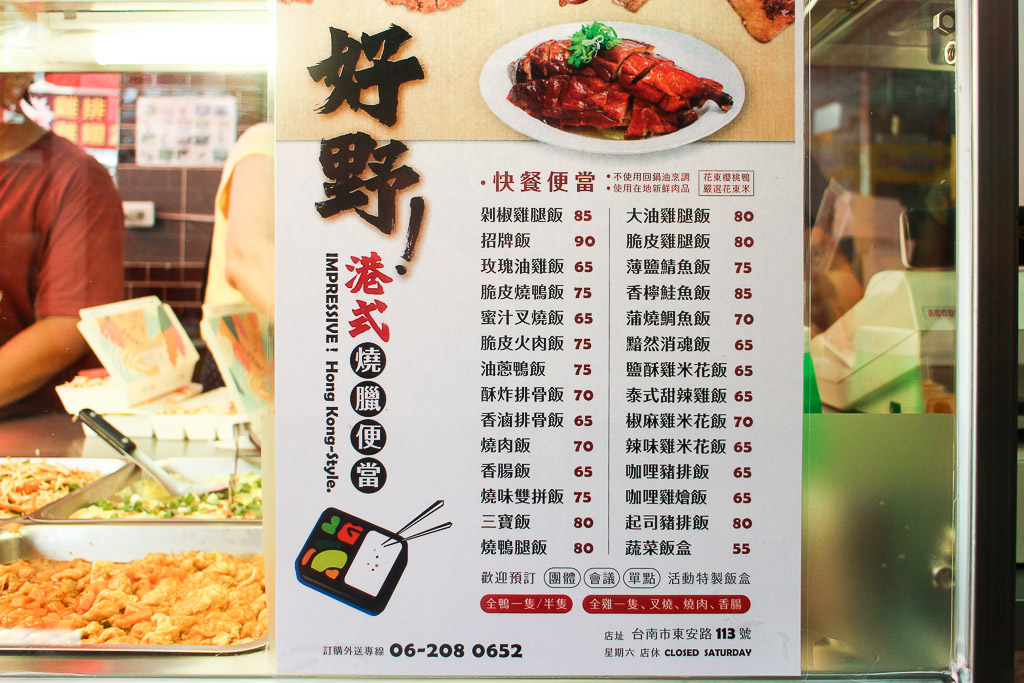 好野!
港式燒臘便當
IMPRESSIVE! Hong Kong-Style.
·快餐便當
•不使用回鍋油烹調
•使用在地新鮮肉品
花東櫻桃鴨
嚴選花東米
剁椒雞腿飯 85
招牌飯 90
玫瑰油雞飯 65
脆皮燒鴨飯 75
蜜汁叉燒飯 65
脆皮火肉飯 75
油蔥鴨飯 75
酥炸排骨飯 70
香滷排骨飯 65
燒肉飯 70
香腸飯 65
燒味雙拼飯 75
三寶飯 80
燒鴨腿飯 80
大油雞腿飯 80
脆皮雞腿飯 80
薄鹽鯖魚飯 75
香檸鮭魚飯 85
蒲燒鯛魚飯 70
黯然消魂飯 65
鹽酥雞米花飯 65
泰式甜辣雞飯 65
椒麻雞米花飯 70
辣味雞米花飯 65
咖哩豬排飯 65
咖哩雞燴飯 65
起司豬排飯 80
蔬菜飯盒 55
歡迎預訂 團體 會議 單點 活動特製飯盒
全鴨一隻/半隻 全雞一隻、叉燒、燒肉、香腸
訂購外送專線 06-208 0652
店址 台南市東安路 113 號
星期六 店休 CLOSED SATURDAY